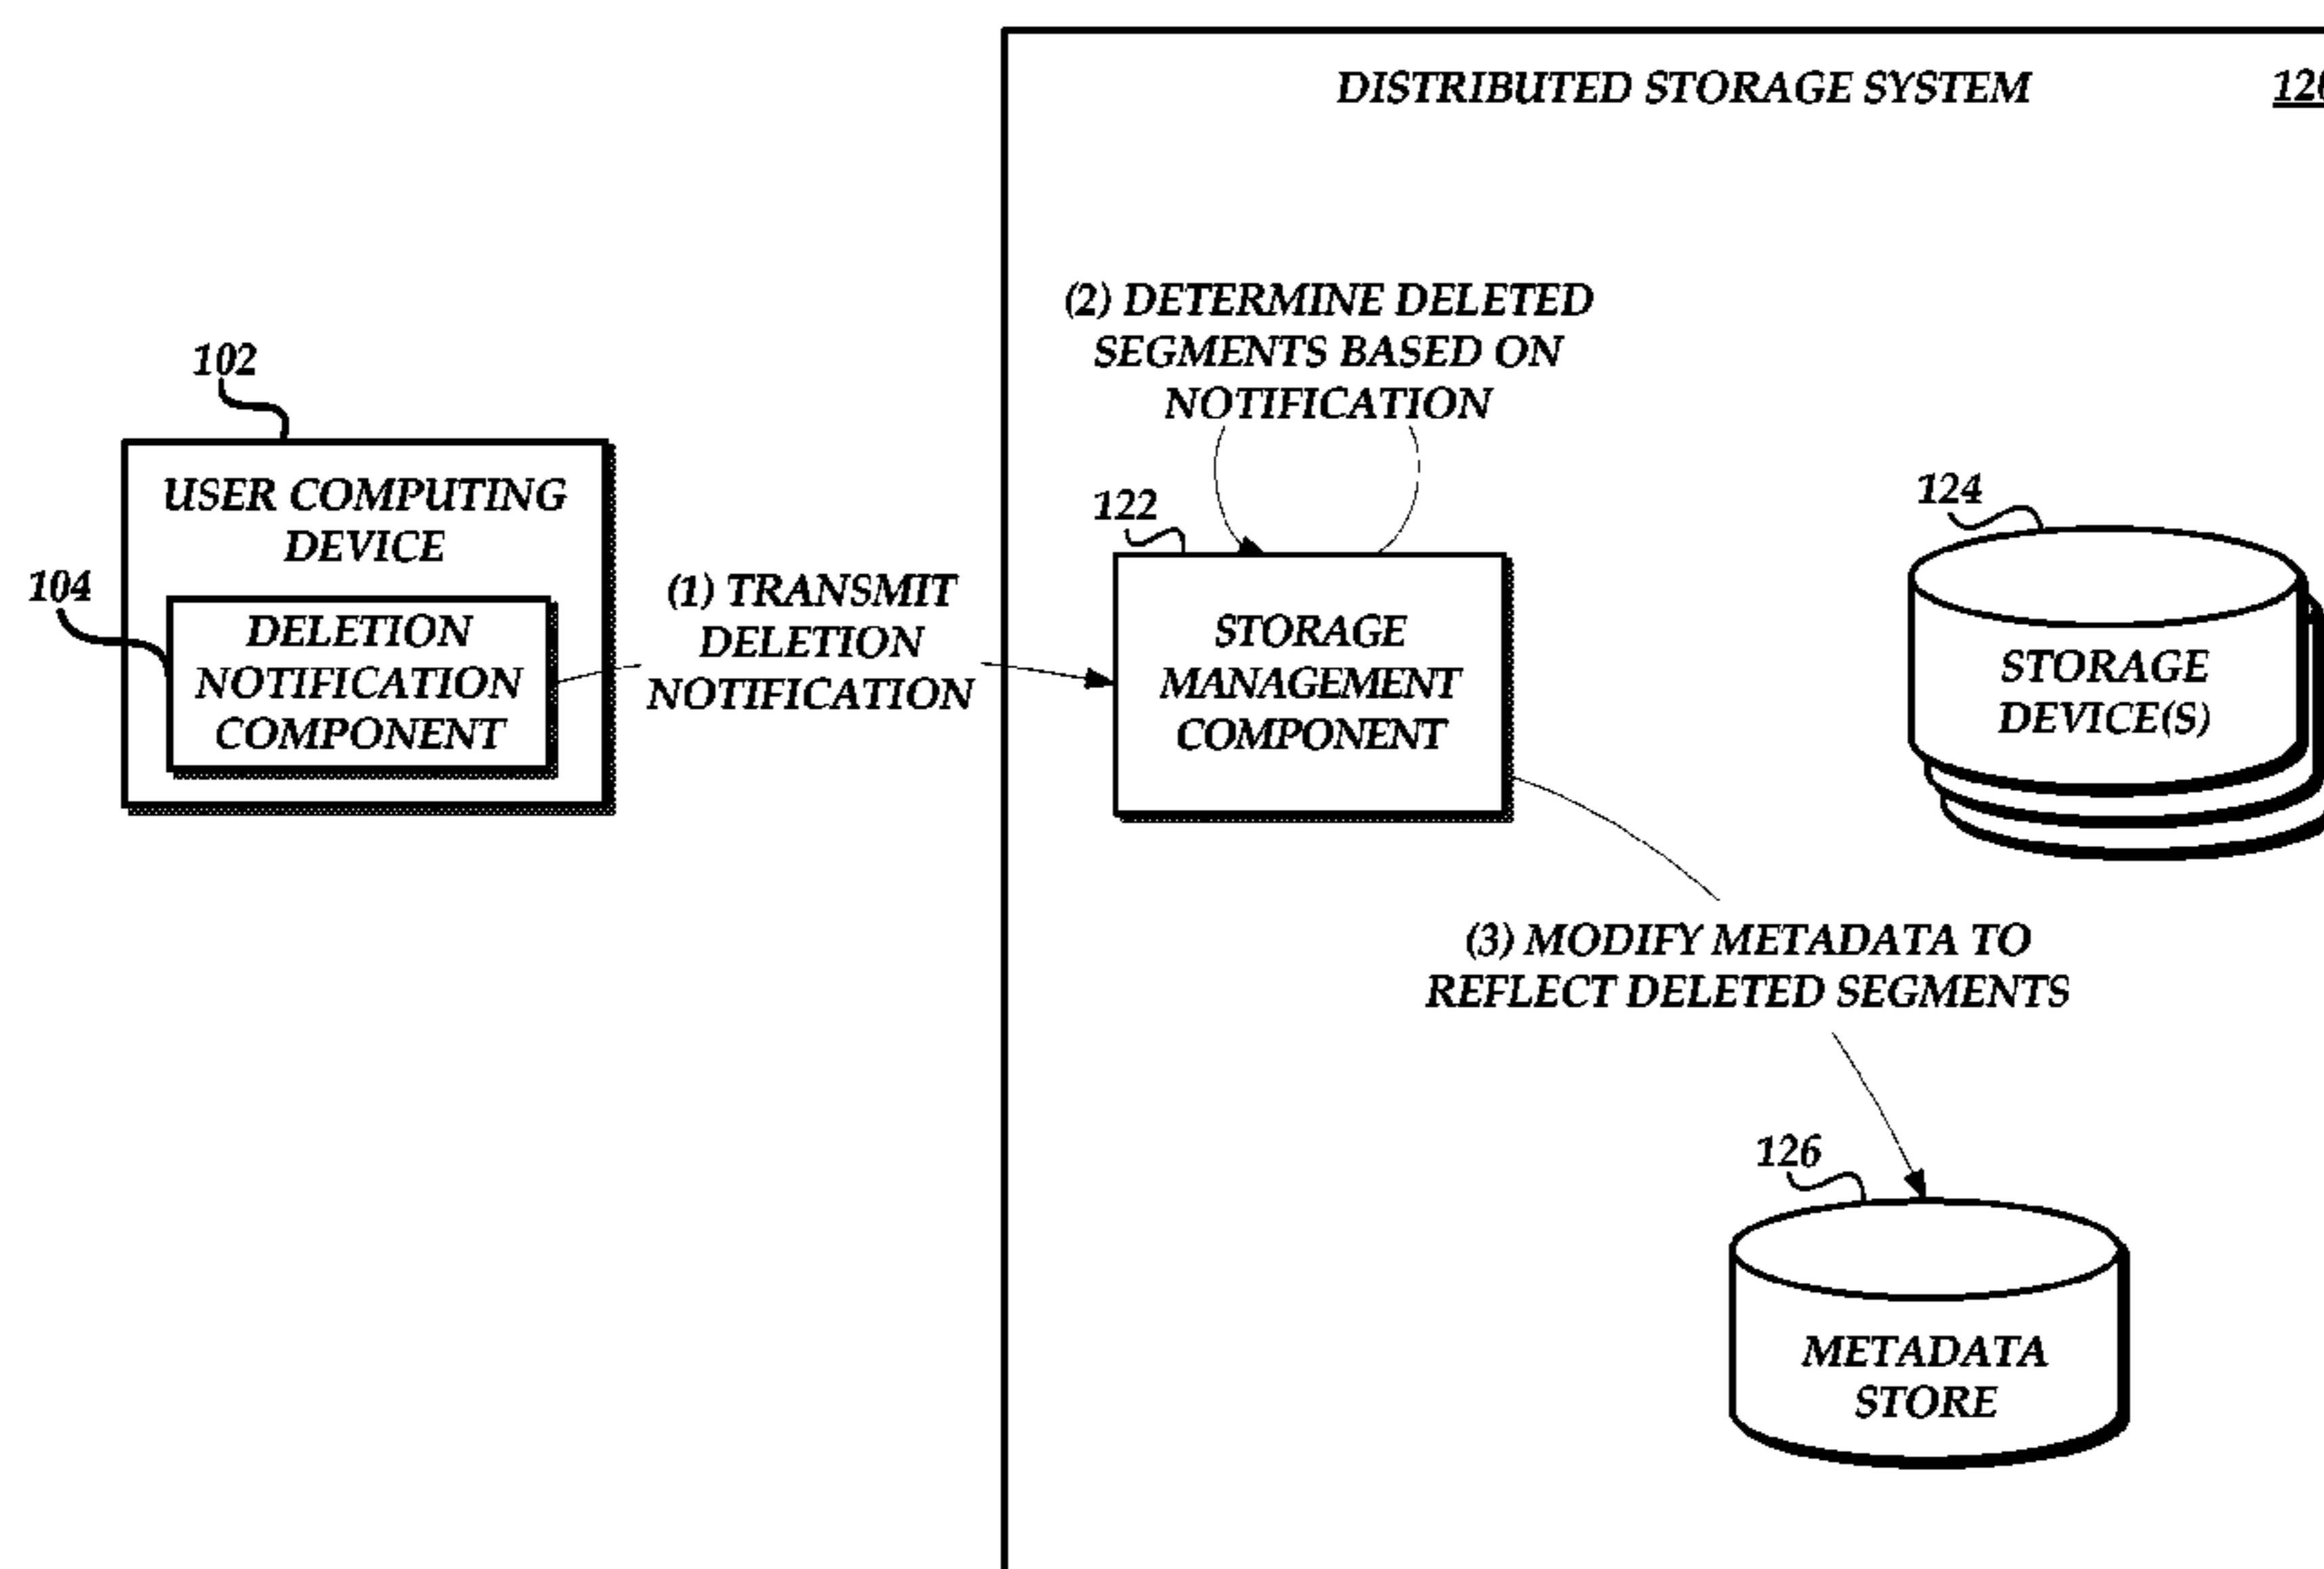 DISTRIBUTED STORAGE SYSTEM
(2) DETERMINE DELETED
SEGMENTS BASED ON
NOTIFICATION
102
USER COMPUTING
DEVICE
104
DELETION
NOTIFICATION
COMPONENT
(1) TRANSMIT
DELETION
NOTIFICATION
122
STORAGE
MANAGEMENT
COMPONENT
124
STORAGE
DEVICE(S)
(3) MODIFY METADATA TO
REFLECT DELETED SEGMENTS
126
METADATA
STORE